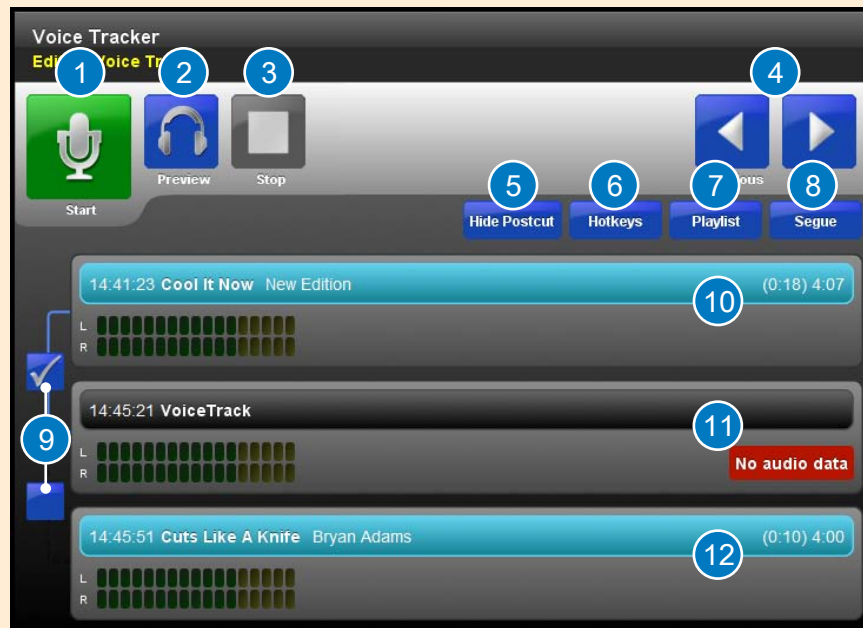 Voice Tracker
1 2 3 4
Preview Stop
Start
5 6 7 8
Hide Postcut Hotkeys Playlist Segue
14:41:23 Cool It Now New Edition (0:18) 4:07
10
L
R
14:45:21 VoiceTrack
9
11
L
R
No audio data
14:45:51 Cuts Like A Knife Bryan Adams (0:10) 4:00
12
L
R